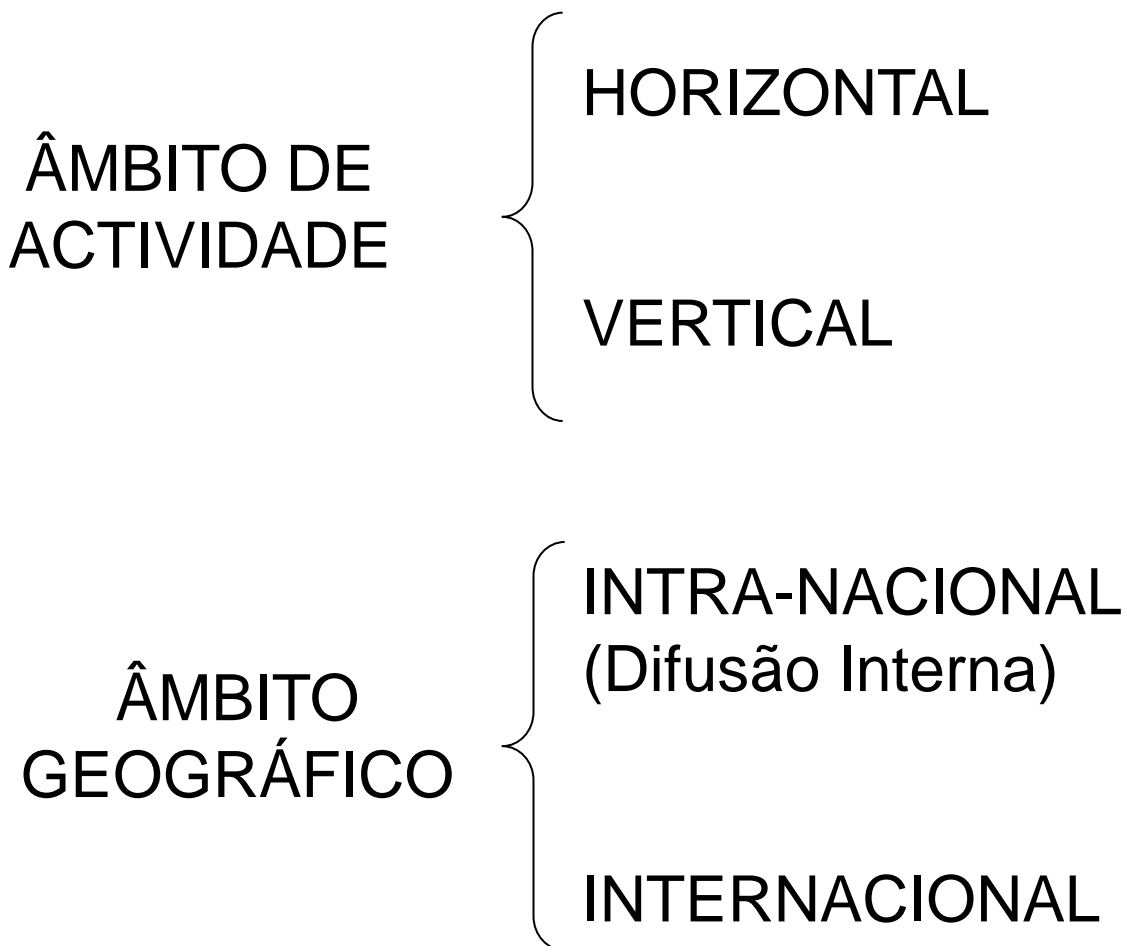 ÂMBITO DE
ACTIVIDADE
HORIZONTAL
VERTICAL
ÂMBITO
GEOGRÁFICO
INTRA-NACIONAL
(Difusão Interna)
INTERNACIONAL